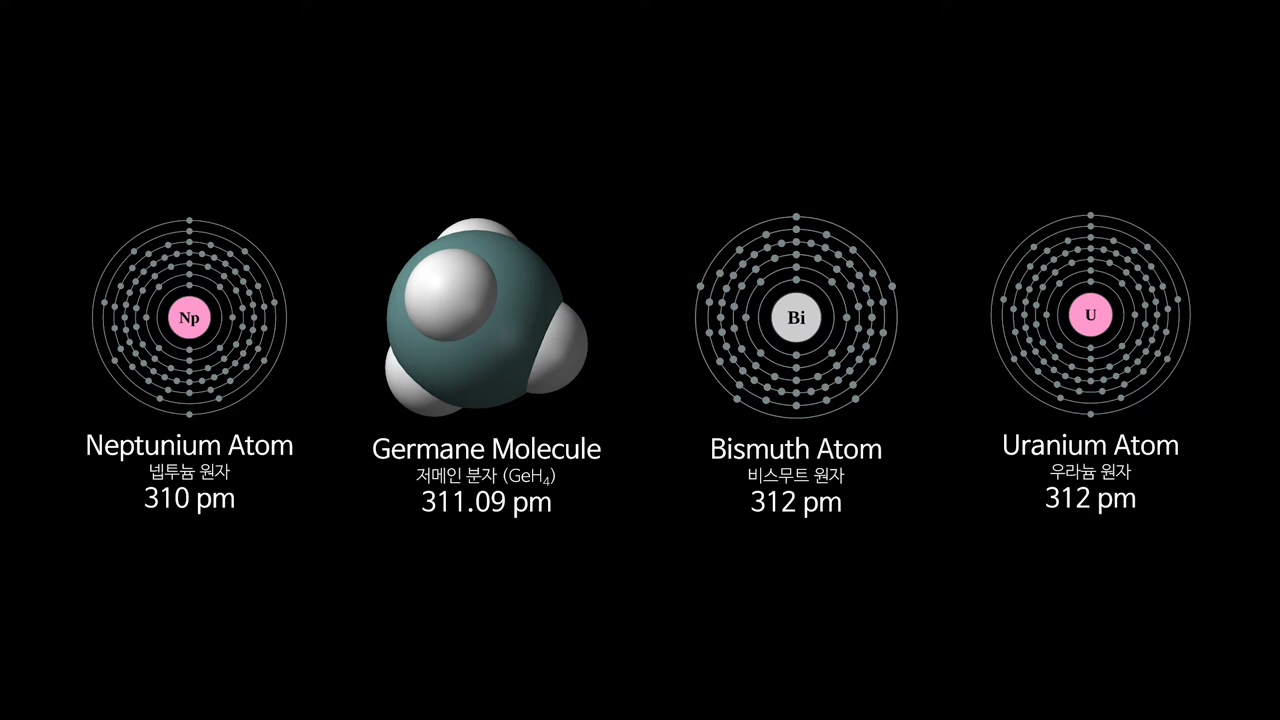 Np
Neptunium Atom
넵투늄 원자
310 pm
Germane Molecule
저메인 분자 (GeH₄)
311.09 pm
Bi
Bismuth Atom
비스무트 원자
312 pm
U
Uranium Atom
우라늄 원자
312 pm